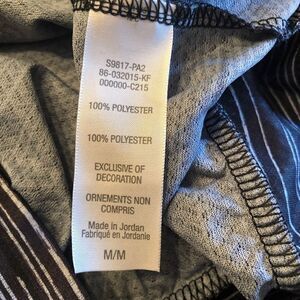 S9817-PA2
86-032015-KF
000000-C215
100% POLYESTER
100% POLYESTER
EXCLUSIVE OF
DECORATION
ORNEMENTS NON
COMPRIS
Made in Jordan
Fabriqué en Jordanie
M/M